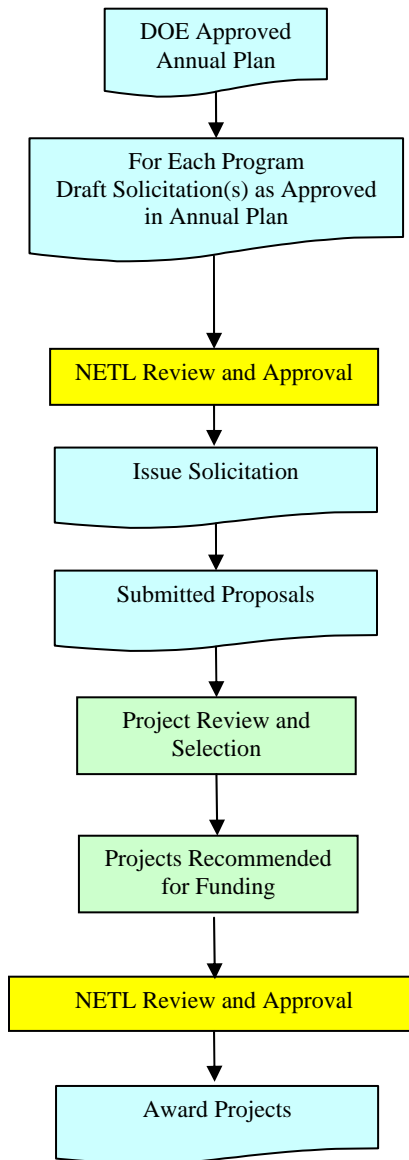 DOE Approved
Annual Plan
For Each Program
Draft Solicitation(s) as Approved
in Annual Plan
NETL Review and Approval
Issue Solicitation
Submitted Proposals
Project Review and
Selection
Projects Recommended
for Funding
NETL Review and Approval
Award Projects